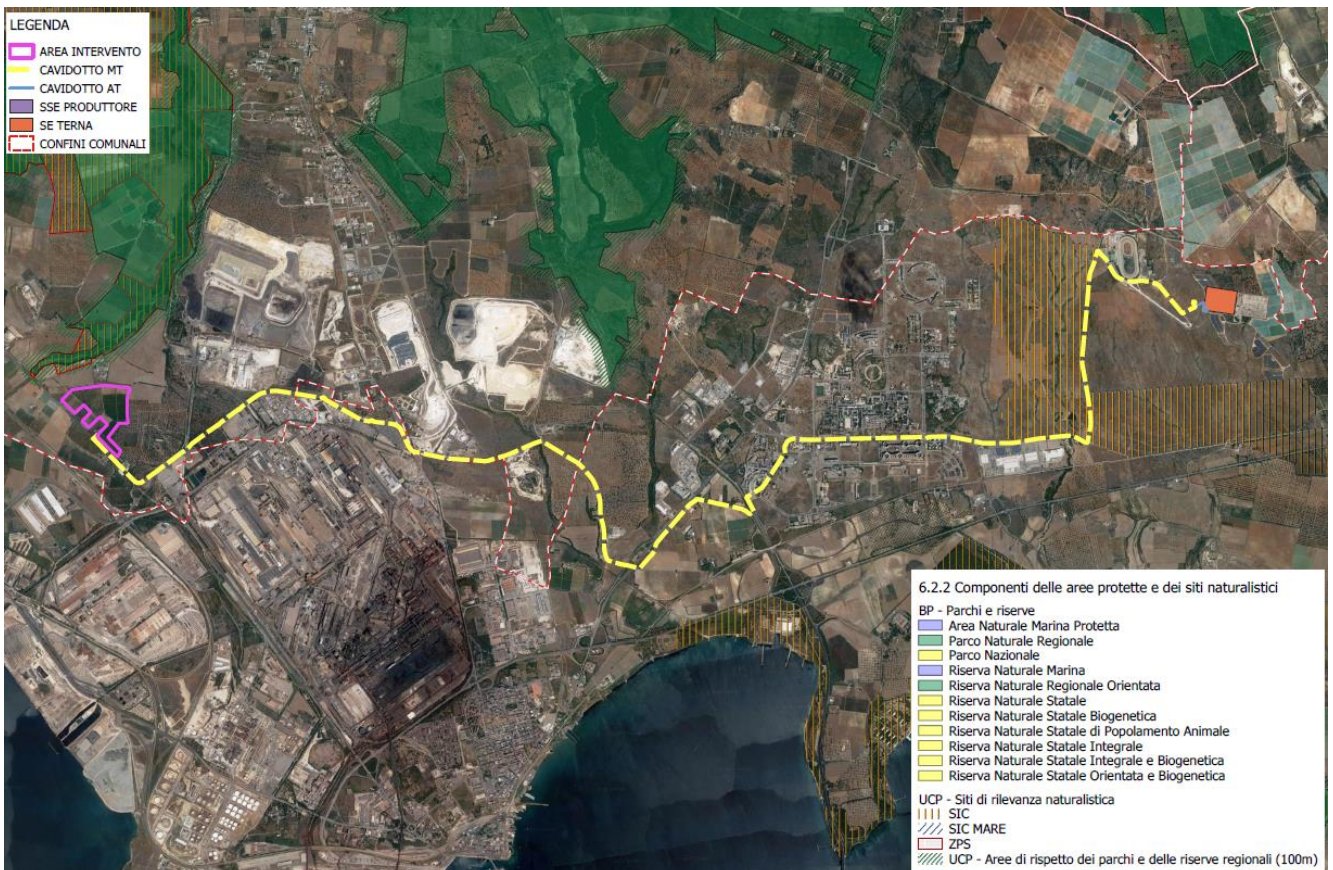 LEGENDA
AREA INTERVENTO
CAVIDOTTO MT
CAVIDOTTO AT
SSE PRODUTTORE
SE TERNA
CONFINI COMUNALI
6.2.2 Componenti delle aree protette e dei siti naturalistici
BP - Parchi e riserve
Area Naturale Marina Protetta
Parco Naturale Regionale
Parco Nazionale
Riserva Naturale Marina
Riserva Naturale Regionale Orientata
Riserva Naturale Statale
Riserva Naturale Statale Biogenetica
Riserva Naturale Statale di Popolamento Animale
Riserva Naturale Statale Integrale
Riserva Naturale Statale Integrale e Biogenetica
Riserva Naturale Statale Orientata e Biogenetica
UCP - Siti di rilevanza naturalistica
SIC
SIC MARE
ZPS
UCP - Aree di rispetto dei parchi e delle riserve regionali (100m)